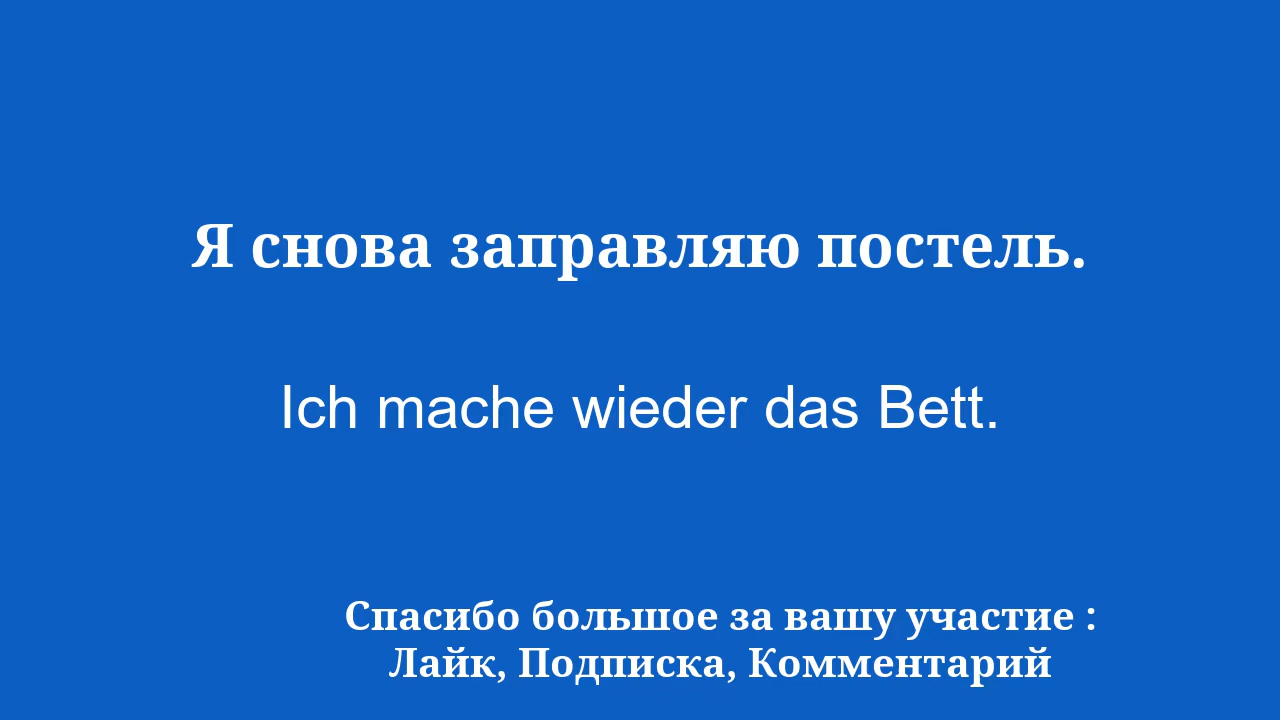 Я снова заправляю постель.
Ich mache wieder das Bett.
Спасибо большое за вашу участие :
Лайк, Подписка, Комментарий